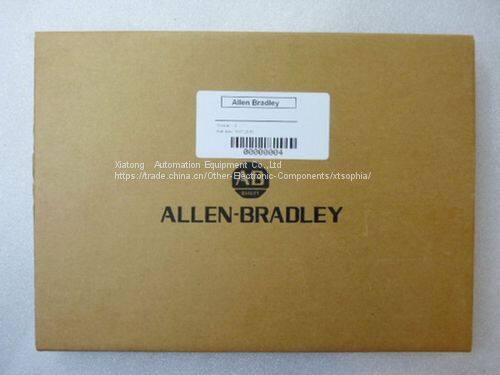 Allen Bradley
00000004
Xiatong Automation Equipment Co.,Ltd
https://trade.china.cn/Other-Electronic-Components/xtsophia/
AB
ALLEN-BRADLEY